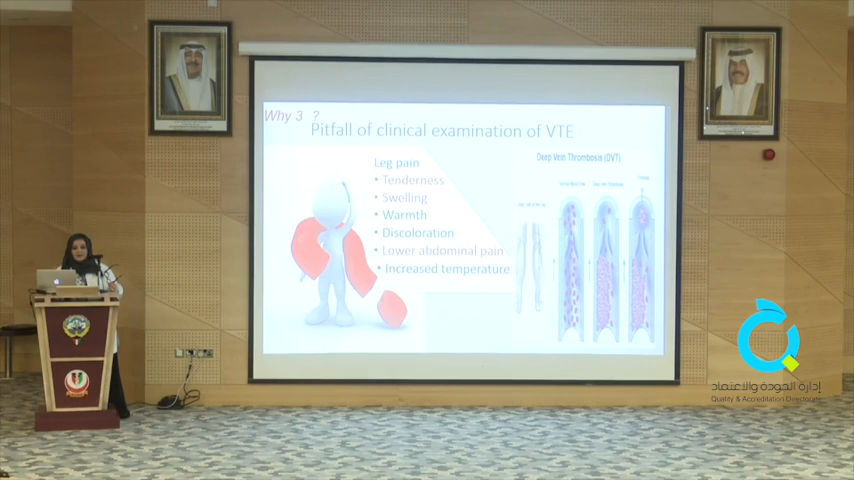 Why 3 ?
Pitfall of clinical examination of VTE
Leg pain
• Tenderness
• Swelling
• Warmth
• Discoloration
• Lower abdominal pain
• Increased temperature
Deep Vein Thrombosis (DVT)
إدارة الجودة والاعتماد
Quality & Accreditation Directorate